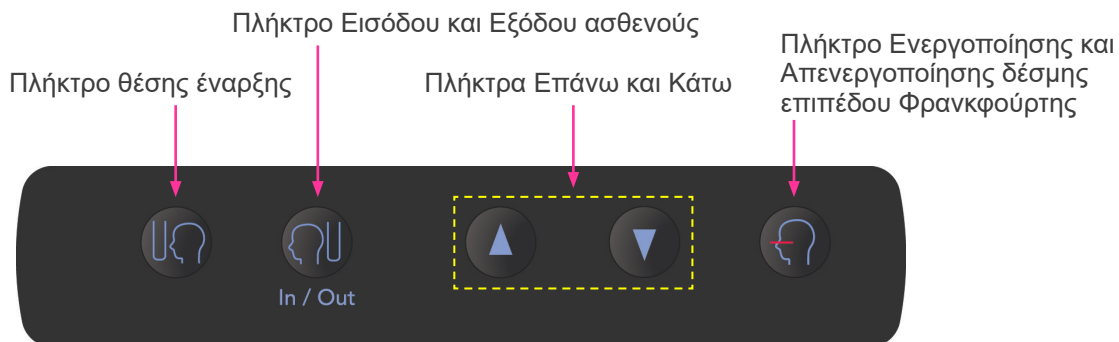 Πλήκτρο Εισόδου και Εξόδου ασθενούς
Πλήκτρο θέσης έναρξης
Πλήκτρα Επάνω και Κάτω
Πλήκτρο Ενεργοποίησης και
Απενεργοποίησης δέσμης
επιπέδου Φρανκφούρτης
In / Out